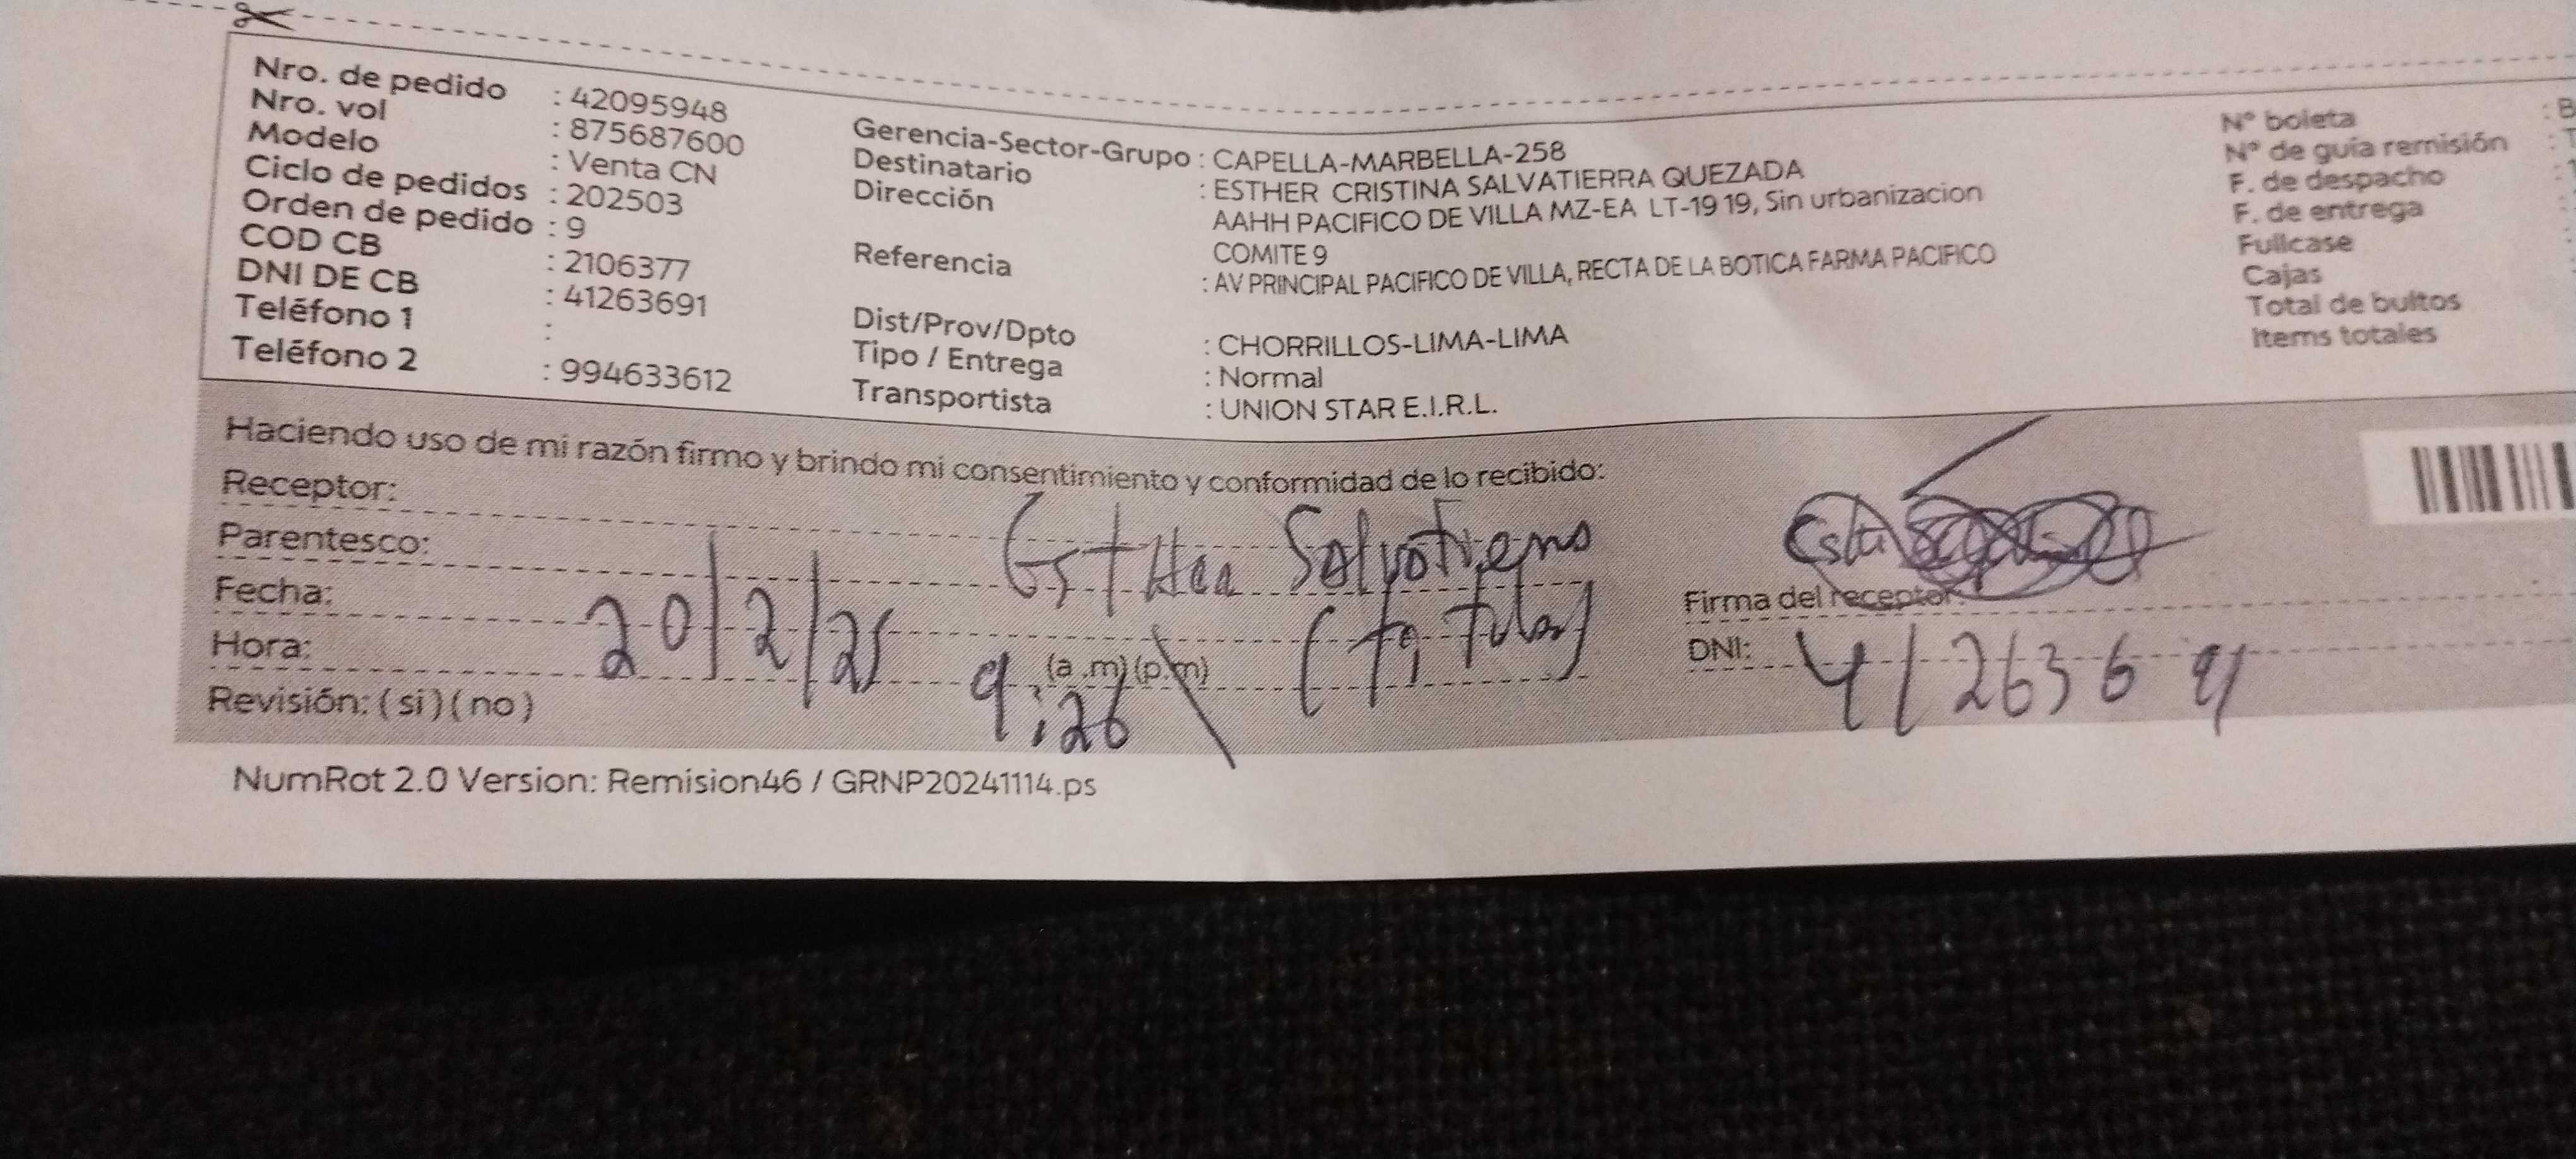 Nro. de pedido : 42095948
Nro. vol : 875687600
Modelo : Venta CN
Ciclo de pedidos : 202503
Orden de pedido : 9
COD CB : 2106377
DNI DE CB : 41263691
Teléfono 1 :
Teléfono 2 : 994633612
Gerencia-Sector-Grupo : CAPELLA-MARBELLA-258
Destinatario : ESTHER CRISTINA SALVATIERRA QUEZADA
Dirección AAHH PACIFICO DE VILLA MZ-EA LT-19 19, Sin urbanizacion
COMITE 9
Referencia : AV PRINCIPAL PACIFICO DE VILLA, RECTA DE LA BOTICA FARMA PACIFICO
Dist/Prov/Dpto : CHORRILLOS-LIMA-LIMA
Tipo / Entrega : Normal
Transportista : UNION STAR E.I.R.L.
N° boleta : B
N° de guía remisión :
F. de despacho :
F. de entrega :
Fullcase
Cajas
Total de bultos
Items totales
Haciendo uso de mi razón firmo y brindo mi consentimiento y conformidad de lo recibido:
Receptor:
Parentesco:
Fecha: 20/2/25
Hora: 9:26 (a.m)(p.m)
Revisión: (si)(no)
Firma del receptor:
DNI: 41263691
NumRot 2.0 Version: Remision46 / GRNP20241114.ps